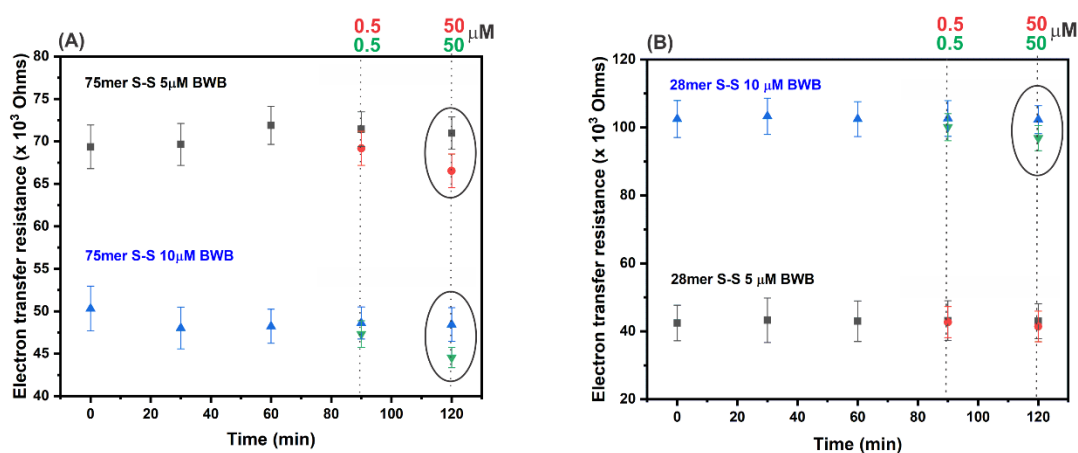 (A)
0.5
0.5
50
50
μM
75mer S-S 5μM BWB
75mer S-S 10μM BWB
Electron transfer resistance (x 10³ Ohms)
80
75
70
65
60
55
50
45
40
0 20 40 60 80 100 120
Time (min)
(B)
0.5
0.5
50
50
μM
28mer S-S 10 μM BWB
28mer S-S 5 μM BWB
Electron transfer resistance (x 10³ Ohms)
120
100
80
60
40
20
0 20 40 60 80 100 120
Time (min)